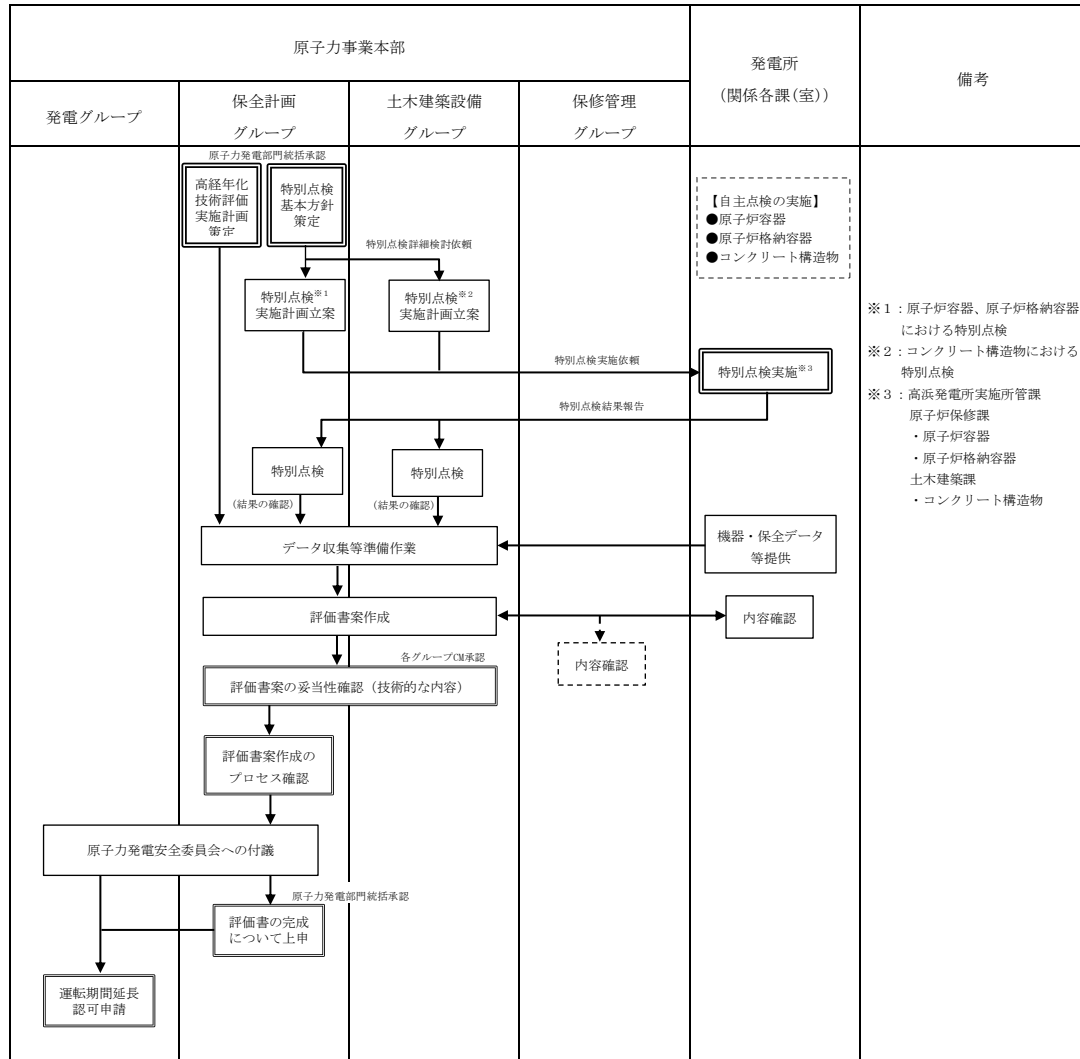 原子力事業本部
発電所
(関係各課(室))
備考
発電グループ
保全計画
グループ
土木建築設備
グループ
保修管理
グループ
原子力発電部門統括承認
高経年化
技術評価
実施計画
策定
特別点検
基本方針
策定
【自主点検の実施】
●原子炉容器
●原子炉格納容器
●コンクリート構造物
特別点検詳細検討依頼
特別点検※1
実施計画立案
特別点検※2
実施計画立案
※1:原子炉容器、原子炉格納容器
における特別点検
※2:コンクリート構造物における
特別点検
※3:高浜発電所実施所管課
原子炉保修課
・原子炉容器
・原子炉格納容器
土木建築課
・コンクリート構造物
特別点検実施依頼
特別点検実施※3
特別点検結果報告
特別点検
特別点検
(結果の確認)
(結果の確認)
データ収集等準備作業
機器・保全データ
等提供
評価書案作成
内容確認
内容確認
各グループCM承認
評価書案の妥当性確認(技術的な内容)
評価書案作成の
プロセス確認
原子力発電安全委員会への付議
原子力発電部門統括承認
評価書の完成
について上申
運転期間延長
認可申請